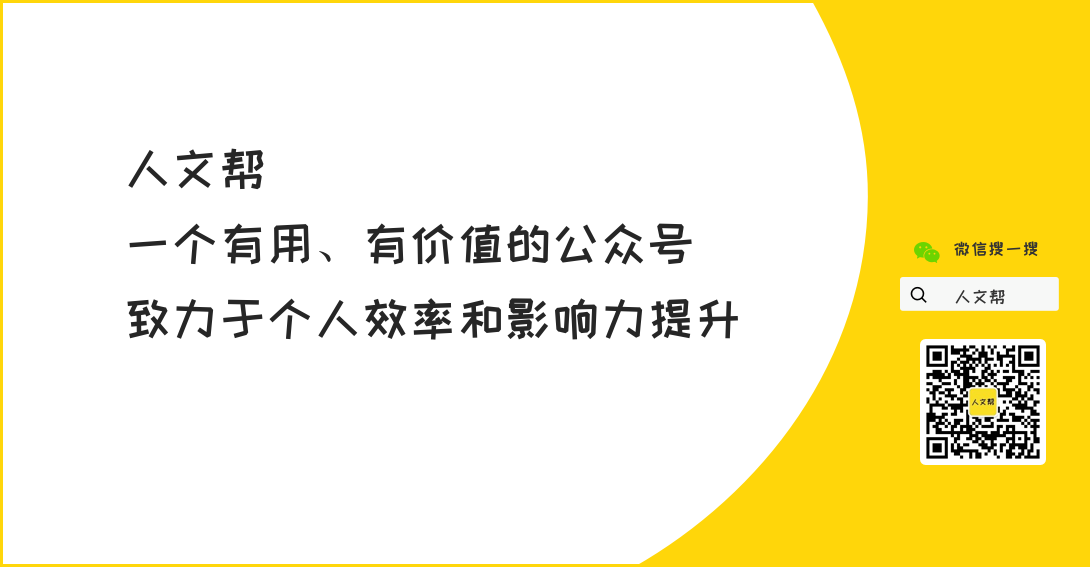 人文帮
一个有用、有价值的公众号
致力于个人效率和影响力提升
微信搜一搜
人文帮
人文帮